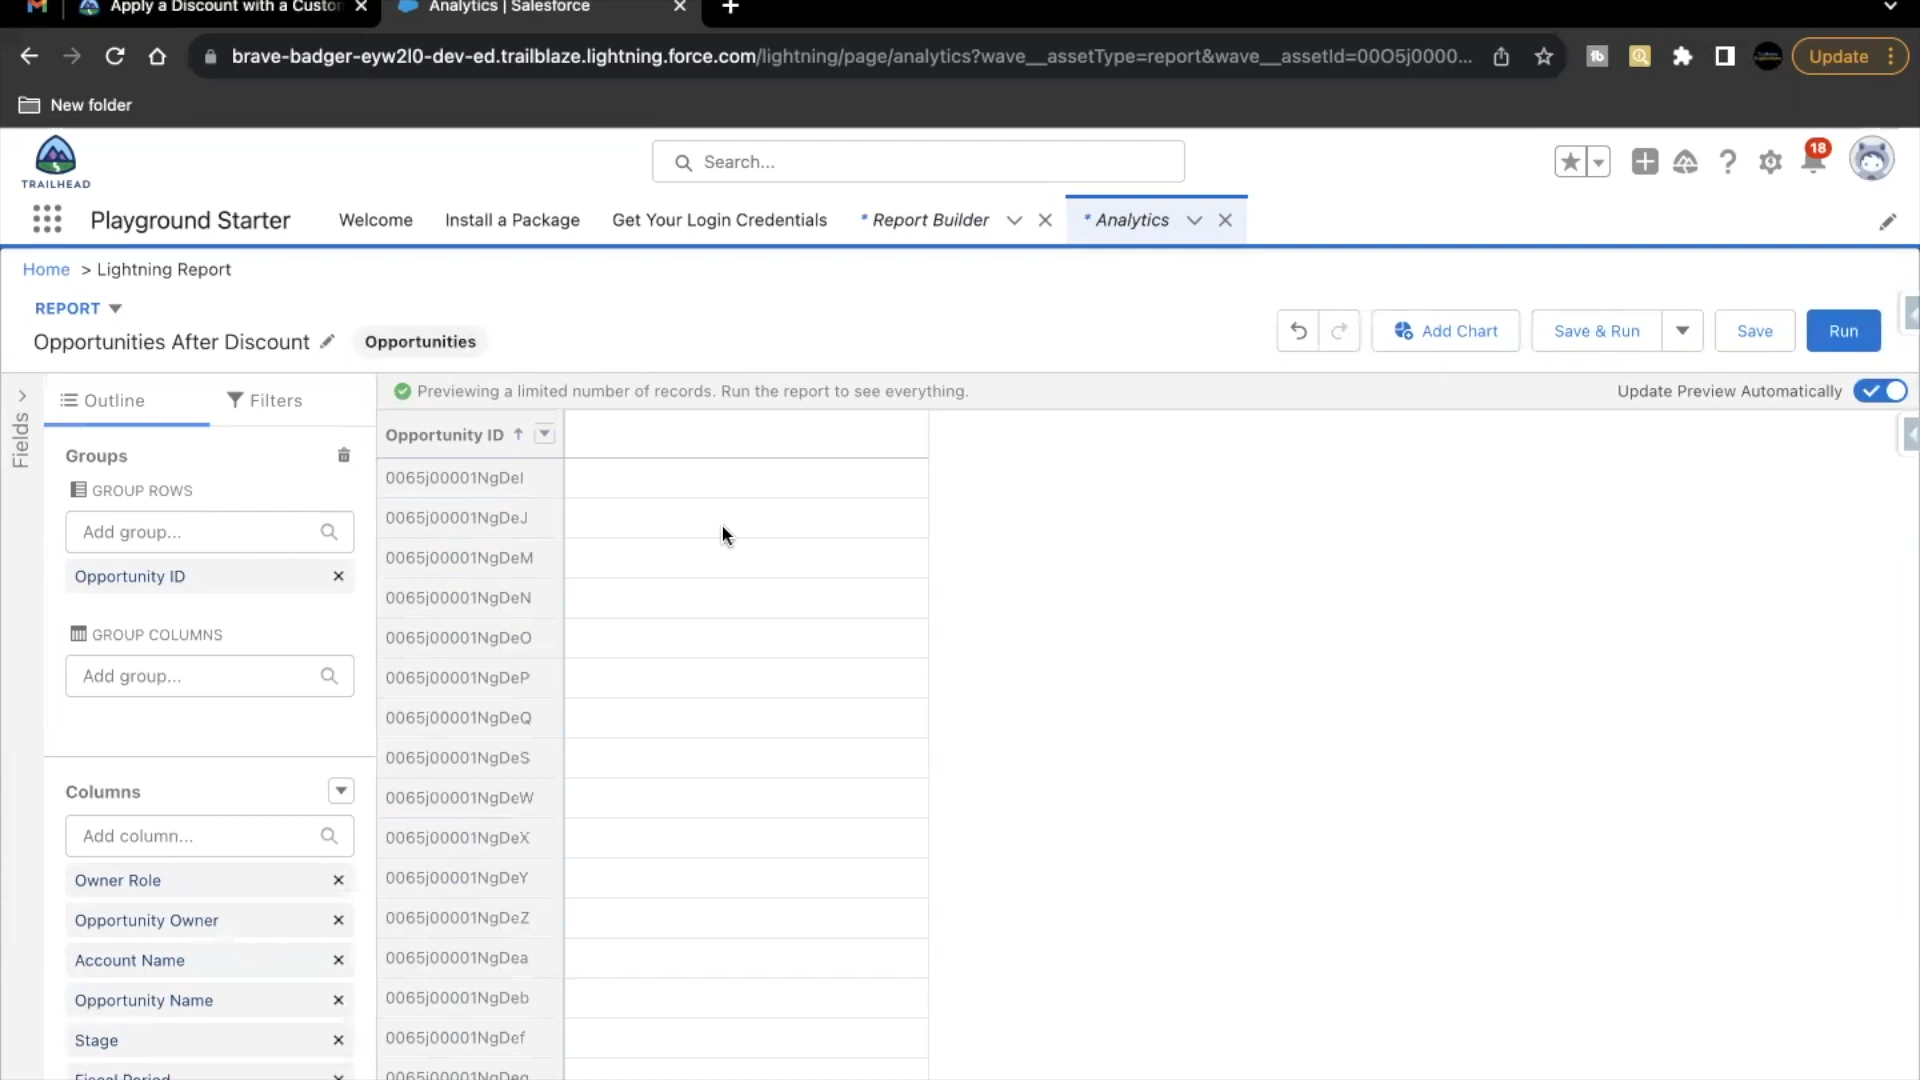 Apply a Discount with a Custom
Analytics | Salesforce
brave-badger-eyw2l0-dev-ed.trailblaze.lightning.force.com/lightning/page/analytics?wave__assetType=report&wave__assetId=00O5j0000...
Update
New folder
TRAILHEAD
Search...
18
Playground Starter
Welcome
Install a Package
Get Your Login Credentials
* Report Builder
* Analytics
Home > Lightning Report
REPORT
Opportunities After Discount
Opportunities
Add Chart
Save & Run
Save
Run
Fields
Outline
Filters
Previewing a limited number of records. Run the report to see everything.
Update Preview Automatically
Groups
GROUP ROWS
Add group...
Opportunity ID
GROUP COLUMNS
Add group...
Columns
Add column...
Owner Role
Opportunity Owner
Account Name
Opportunity Name
Stage
Fiscal Period
Opportunity ID
0065j00001NgDeI
0065j00001NgDeJ
0065j00001NgDeM
0065j00001NgDeN
0065j00001NgDeO
0065j00001NgDeP
0065j00001NgDeQ
0065j00001NgDeS
0065j00001NgDeW
0065j00001NgDeX
0065j00001NgDeY
0065j00001NgDeZ
0065j00001NgDea
0065j00001NgDeb
0065j00001NgDef